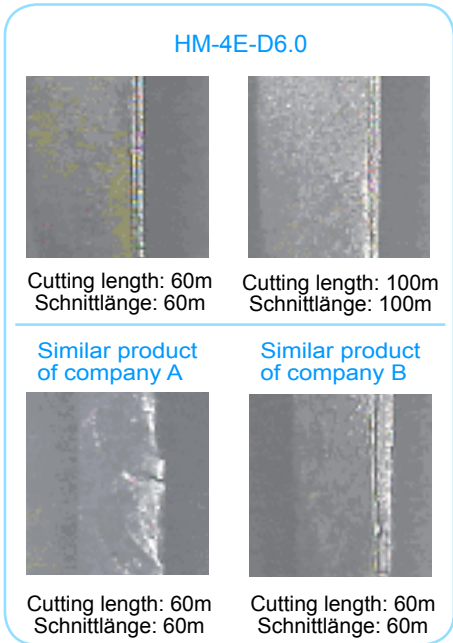 HM-4E-D6.0
Cutting length: 60m
Schnittlänge: 60m
Cutting length: 100m
Schnittlänge: 100m
Similar product
of company A
Similar product
of company B
Cutting length: 60m
Schnittlänge: 60m
Cutting length: 60m
Schnittlänge: 60m